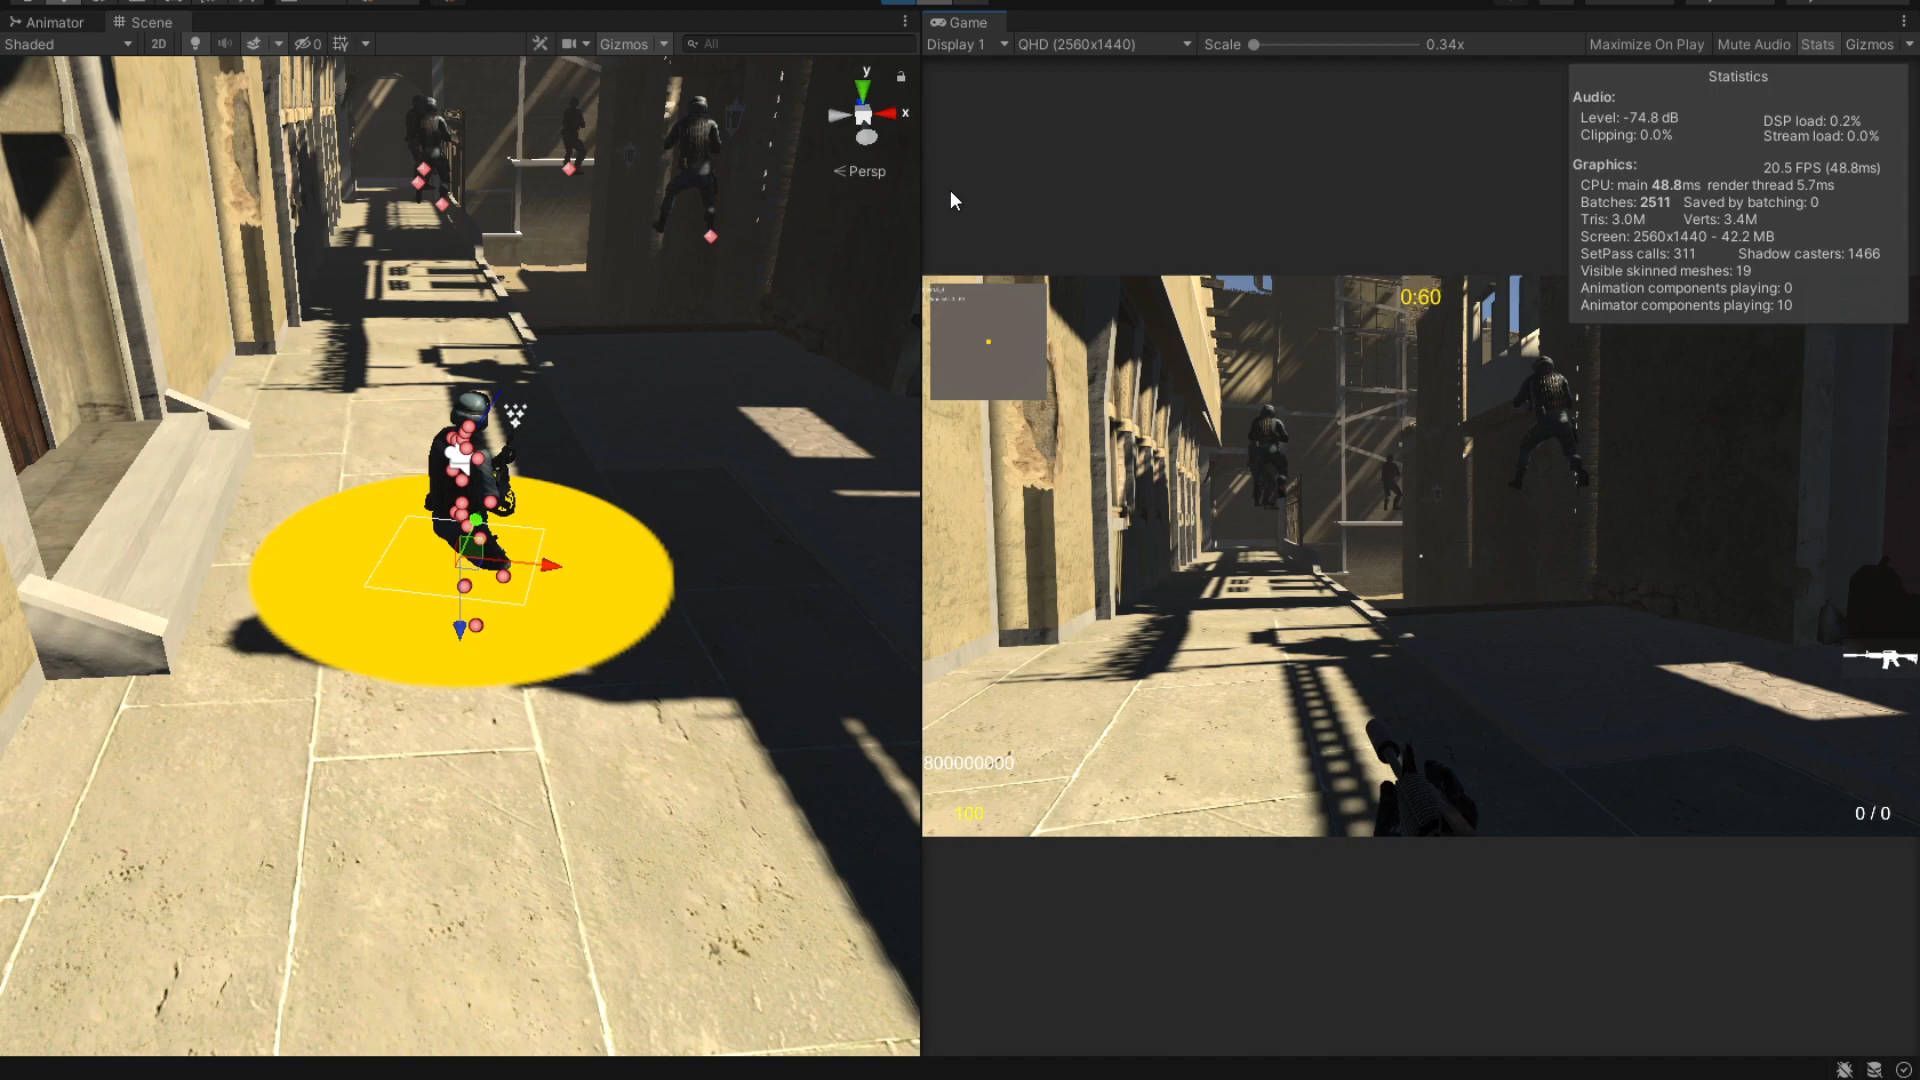 Animator
Scene
Game
Shaded
2D
0
Gizmos
All
Display 1
QHD (2560x1440)
Scale
0.34x
Maximize On Play
Mute Audio
Stats
Gizmos
y
x
Persp
Statistics
Audio:
Level: -74.8 dB
DSP load: 0.2%
Clipping: 0.0%
Stream load: 0.0%
Graphics:
20.5 FPS (48.8ms)
CPU: main 48.8ms render thread 5.7ms
Batches: 2511 Saved by batching: 0
Tris: 3.0M Verts: 3.4M
Screen: 2560x1440 - 42.2 MB
SetPass calls: 311 Shadow casters: 1466
Visible skinned meshes: 19
Animation components playing: 0
Animator components playing: 10
0:60
800000000
100
0 / 0